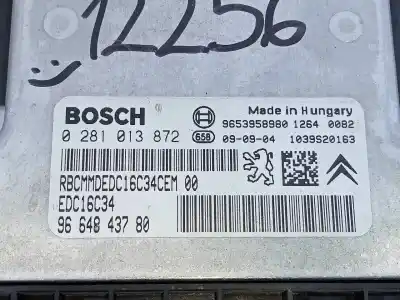 12256
BOSCH
Made in Hungary
9653958980 1264 0082
0 281 013 872 658 09-09-04 1039S20163
RBCMMDEDC16C34CEM 00
EDC16C34
96 648 437 80